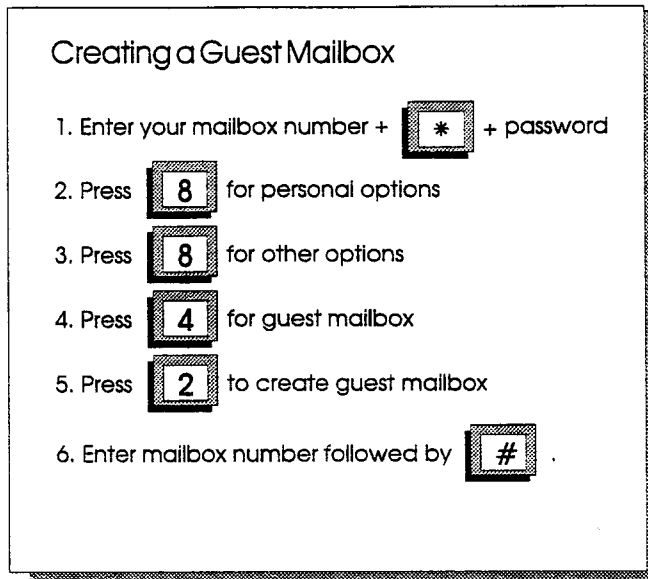 Creating a Guest Mailbox
1. Enter your mailbox number + * + password
2. Press 8 for personal options
3. Press 8 for other options
4. Press 4 for guest mailbox
5. Press 2 to create guest mailbox
6. Enter mailbox number followed by # .